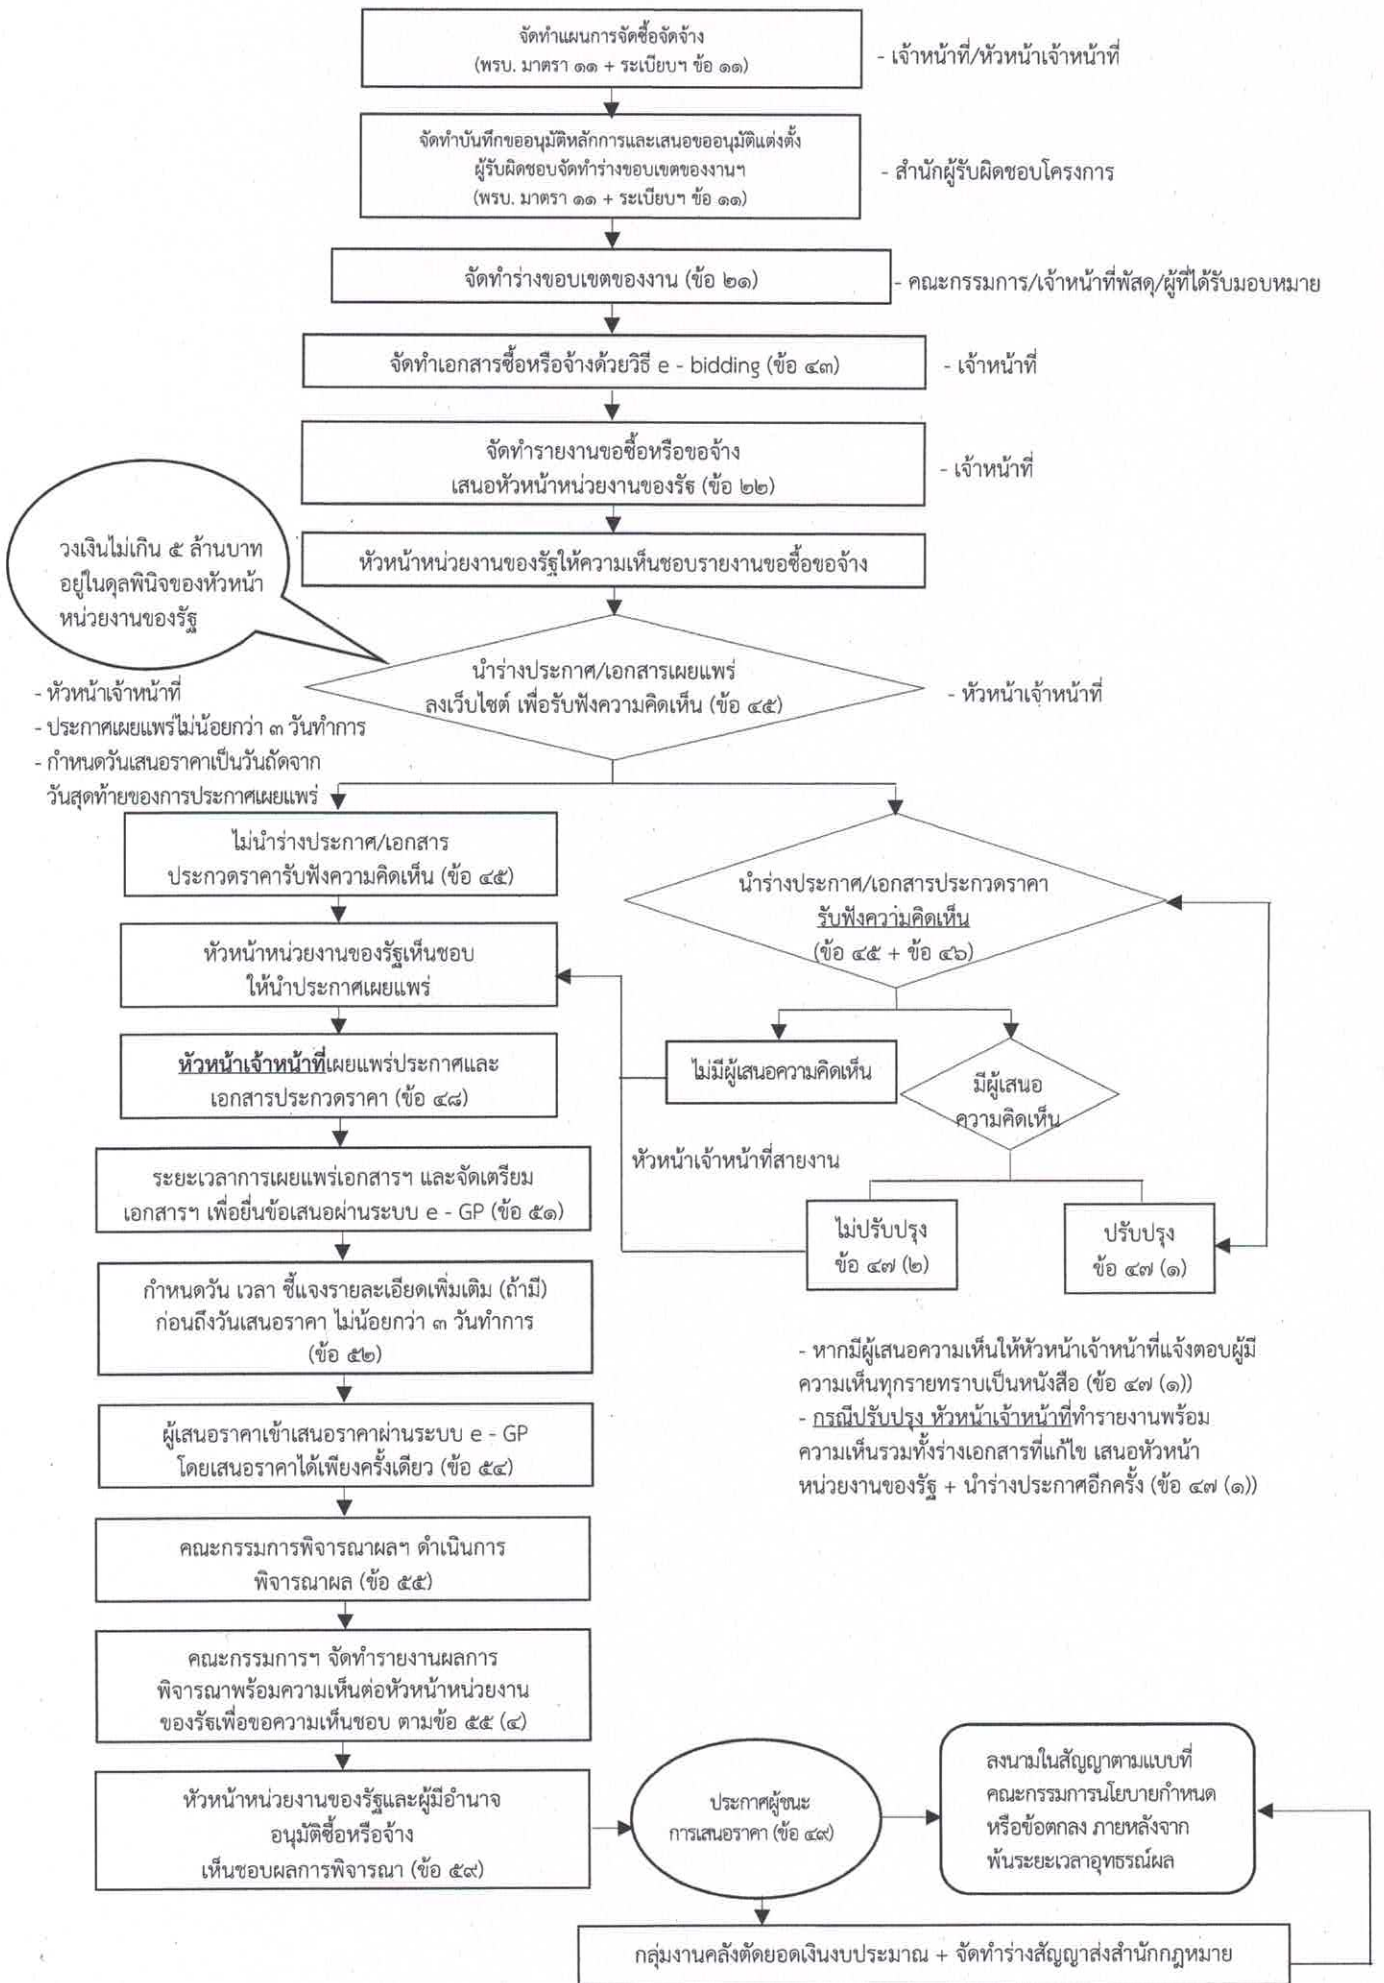 จัดทำแผนการจัดซื้อจัดจ้าง
(พรบ. มาตรา ๑๑ + ระเบียบฯ ข้อ ๑๑)
- เจ้าหน้าที่/หัวหน้าเจ้าหน้าที่
จัดทำบันทึกขออนุมัติหลักการและเสนอขออนุมัติแต่งตั้ง
ผู้รับผิดชอบจัดทำร่างขอบเขตของงานฯ
(พรบ. มาตรา ๑๑ + ระเบียบฯ ข้อ ๑๑)
- สำนักผู้รับผิดชอบโครงการ
จัดทำร่างขอบเขตของงาน (ข้อ ๒๑)
- คณะกรรมการ/เจ้าหน้าที่พัสดุ/ผู้ที่ได้รับมอบหมาย
จัดทำเอกสารซื้อหรือจ้างด้วยวิธี e - bidding (ข้อ ๔๓)
- เจ้าหน้าที่
จัดทำรายงานขอซื้อหรือขอจ้าง
เสนอหัวหน้าหน่วยงานของรัฐ (ข้อ ๒๒)
- เจ้าหน้าที่
หัวหน้าหน่วยงานของรัฐให้ความเห็นชอบรายงานขอซื้อขอจ้าง
วงเงินไม่เกิน ๕ ล้านบาท
อยู่ในดุลพินิจของหัวหน้า
หน่วยงานของรัฐ
นำร่างประกาศ/เอกสารเผยแพร่
ลงเว็บไซต์ เพื่อรับฟังความคิดเห็น (ข้อ ๔๕)
- หัวหน้าเจ้าหน้าที่
- หัวหน้าเจ้าหน้าที่
- ประกาศเผยแพร่ไม่น้อยกว่า ๓ วันทำการ
- กำหนดวันเสนอราคาเป็นวันถัดจาก
วันสุดท้ายของการประกาศเผยแพร่
ไม่นำร่างประกาศ/เอกสาร
ประกวดราคารับฟังความคิดเห็น (ข้อ ๔๕)
นำร่างประกาศ/เอกสารประกวดราคา
รับฟังความคิดเห็น
(ข้อ ๔๕ + ข้อ ๔๖)
หัวหน้าหน่วยงานของรัฐเห็นชอบ
ให้นำประกาศเผยแพร่
หัวหน้าเจ้าหน้าที่เผยแพร่ประกาศและ
เอกสารประกวดราคา (ข้อ ๔๘)
ไม่มีผู้เสนอความคิดเห็น
มีผู้เสนอ
ความคิดเห็น
หัวหน้าเจ้าหน้าที่สายงาน
ระยะเวลาการเผยแพร่เอกสารฯ และจัดเตรียม
เอกสารฯ เพื่อยื่นข้อเสนอผ่านระบบ e - GP (ข้อ ๕๑)
ไม่ปรับปรุง
ข้อ ๔๗ (๒)
ปรับปรุง
ข้อ ๔๗ (๑)
กำหนดวัน เวลา ชี้แจงรายละเอียดเพิ่มเติม (ถ้ามี)
ก่อนถึงวันเสนอราคา ไม่น้อยกว่า ๓ วันทำการ
(ข้อ ๕๒)
- หากมีผู้เสนอความเห็นให้หัวหน้าเจ้าหน้าที่แจ้งตอบผู้มี
ความเห็นทุกรายทราบเป็นหนังสือ (ข้อ ๔๗ (๑))
- กรณีปรับปรุง หัวหน้าเจ้าหน้าที่ทำรายงานพร้อม
ความเห็นรวมทั้งร่างเอกสารที่แก้ไข เสนอหัวหน้า
หน่วยงานของรัฐ + นำร่างประกาศอีกครั้ง (ข้อ ๔๗ (๑))
ผู้เสนอราคาเข้าเสนอราคาผ่านระบบ e - GP
โดยเสนอราคาได้เพียงครั้งเดียว (ข้อ ๕๔)
คณะกรรมการพิจารณาผลฯ ดำเนินการ
พิจารณาผล (ข้อ ๕๕)
คณะกรรมการฯ จัดทำรายงานผลการ
พิจารณาพร้อมความเห็นต่อหัวหน้าหน่วยงาน
ของรัฐเพื่อขอความเห็นชอบ ตามข้อ ๕๕ (๔)
หัวหน้าหน่วยงานของรัฐและผู้มีอำนาจ
อนุมัติซื้อหรือจ้าง
เห็นชอบผลการพิจารณา (ข้อ ๕๙)
ประกาศผู้ชนะ
การเสนอราคา (ข้อ ๔๙)
ลงนามในสัญญาตามแบบที่
คณะกรรมการนโยบายกำหนด
หรือข้อตกลง ภายหลังจาก
พ้นระยะเวลาอุทธรณ์ผล
กลุ่มงานคลังตัดยอดเงินงบประมาณ + จัดทำร่างสัญญาส่งสำนักกฎหมาย